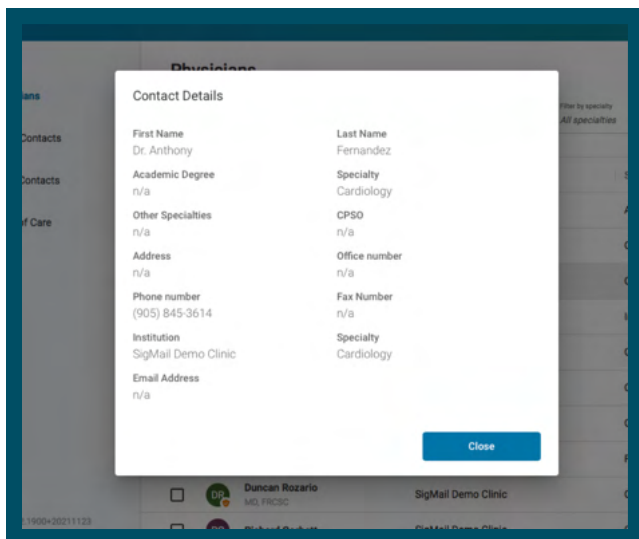 Physicians
ians
Contacts
Contacts
of Care
Filter by specialty
All specialties
Contact Details
First Name
Dr. Anthony
Last Name
Fernandez
Academic Degree
n/a
Specialty
Cardiology
Other Specialties
n/a
CPSO
n/a
Address
n/a
Office number
n/a
Phone number
(905) 845-3614
Fax Number
n/a
Institution
SigMail Demo Clinic
Specialty
Cardiology
Email Address
n/a
Close
DR
Duncan Rozario
MD, FRCSC
SigMail Demo Clinic
.1900+20211123